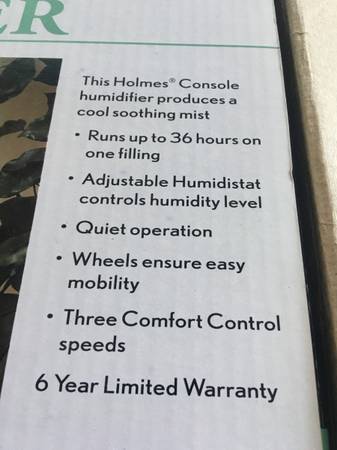 ER
This Holmes® Console
humidifier produces a
cool soothing mist
• Runs up to 36 hours on
one filling
• Adjustable Humidistat
controls humidity level
• Quiet operation
• Wheels ensure easy
mobility
• Three Comfort Control
speeds
6 Year Limited Warranty